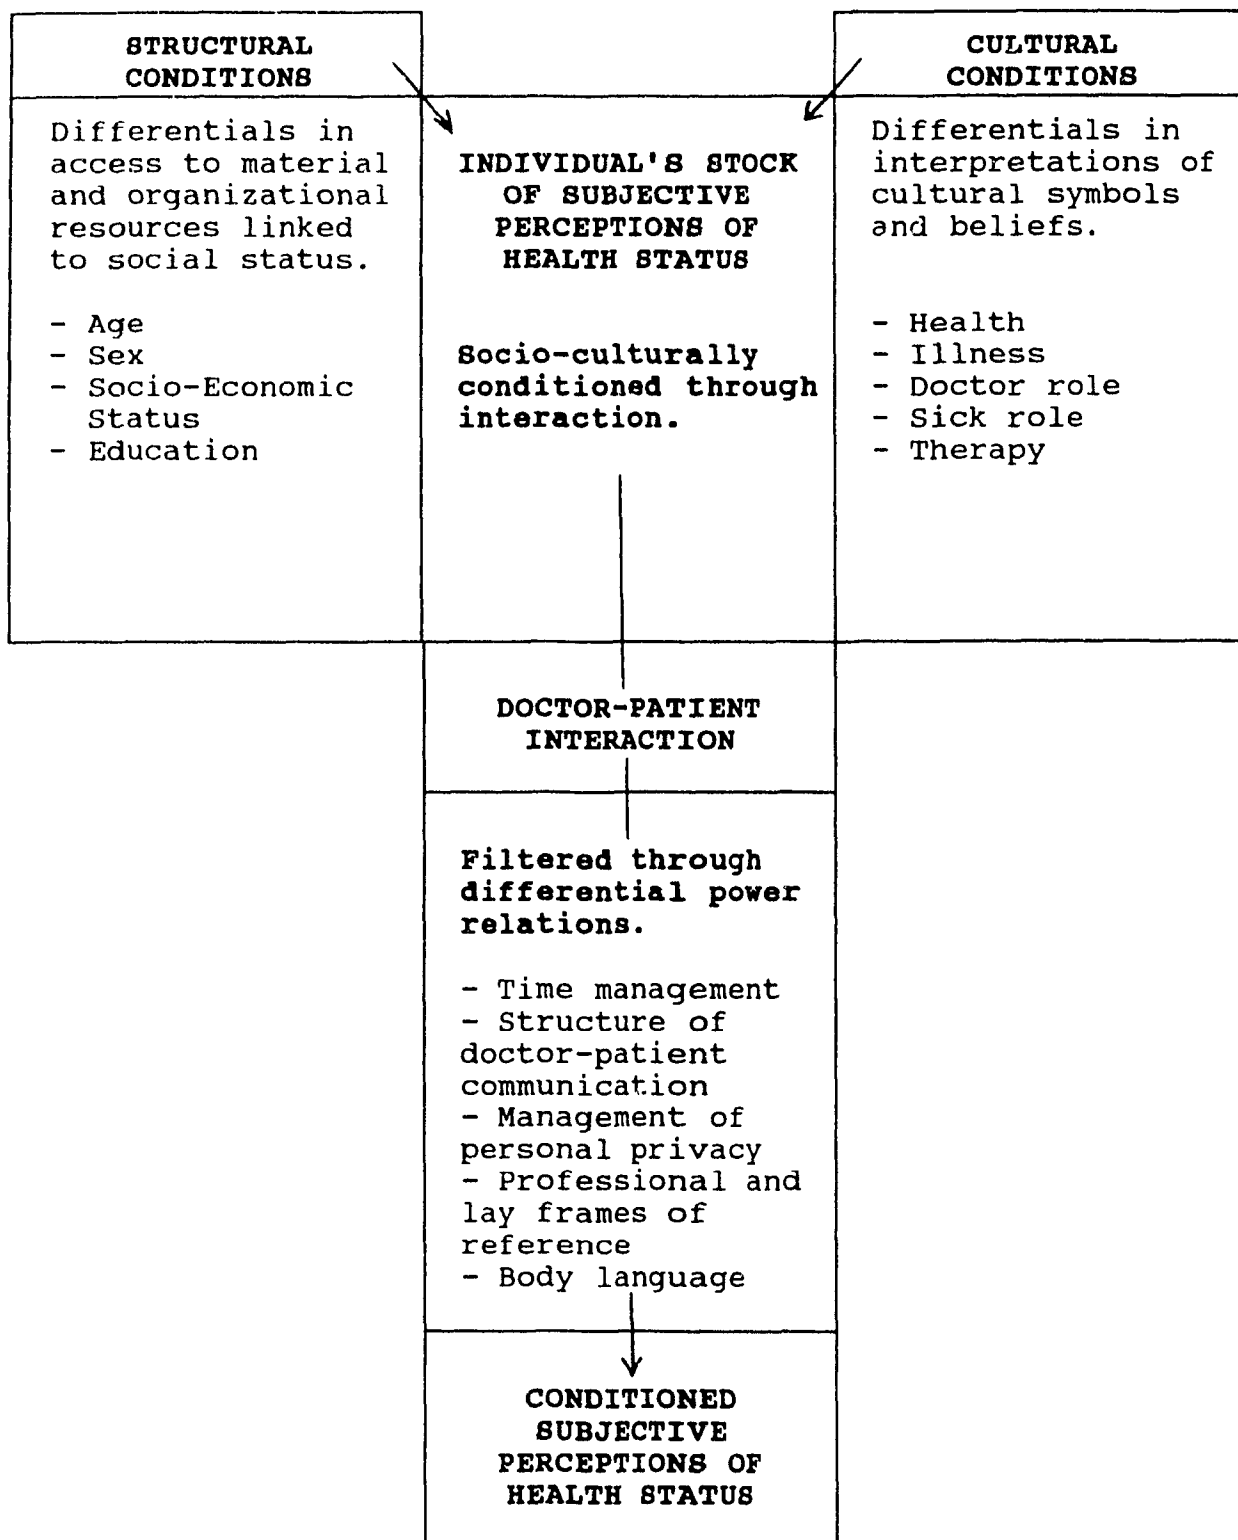 STRUCTURAL
CONDITIONS
Differentials in
access to material
and organizational
resources linked
to social status.
- Age
- Sex
- Socio-Economic
Status
- Education
INDIVIDUAL'S STOCK
OF SUBJECTIVE
PERCEPTIONS OF
HEALTH STATUS
Socio-culturally
conditioned through
interaction.
CULTURAL
CONDITIONS
Differentials in
interpretations of
cultural symbols
and beliefs.
- Health
- Illness
- Doctor role
- Sick role
- Therapy
DOCTOR-PATIENT
INTERACTION
Filtered through
differential power
relations.
- Time management
- Structure of
doctor-patient
communication
- Management of
personal privacy
- Professional and
lay frames of
reference
- Body language
CONDITIONED
SUBJECTIVE
PERCEPTIONS OF
HEALTH STATUS